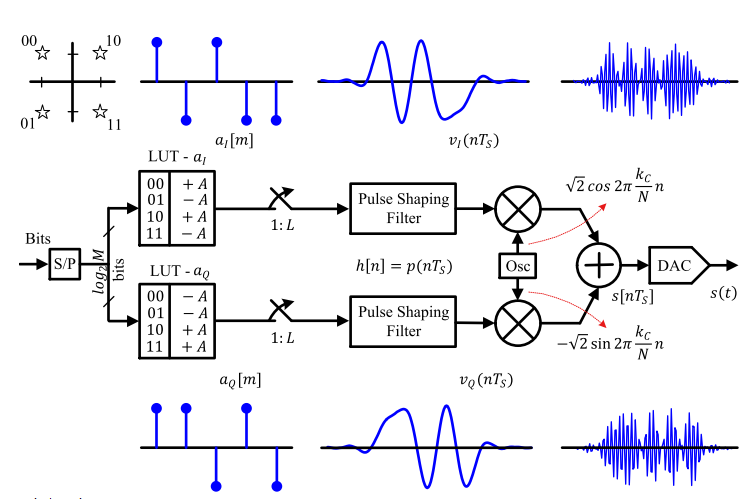 00
10
01
11
a_I[m]
v_I(nT_S)
LUT - a_I
00 + A
01 − A
10 + A
11 − A
1: L
Pulse Shaping
Filter
√2 cos 2π k_C/N n
Bits
S/P
log₂M
bits
h[n] = p(nT_S)
Osc
s[nT_S]
DAC
s(t)
LUT - a_Q
00 − A
01 − A
10 + A
11 + A
1: L
Pulse Shaping
Filter
−√2 sin 2π k_C/N n
a_Q[m]
v_Q(nT_S)